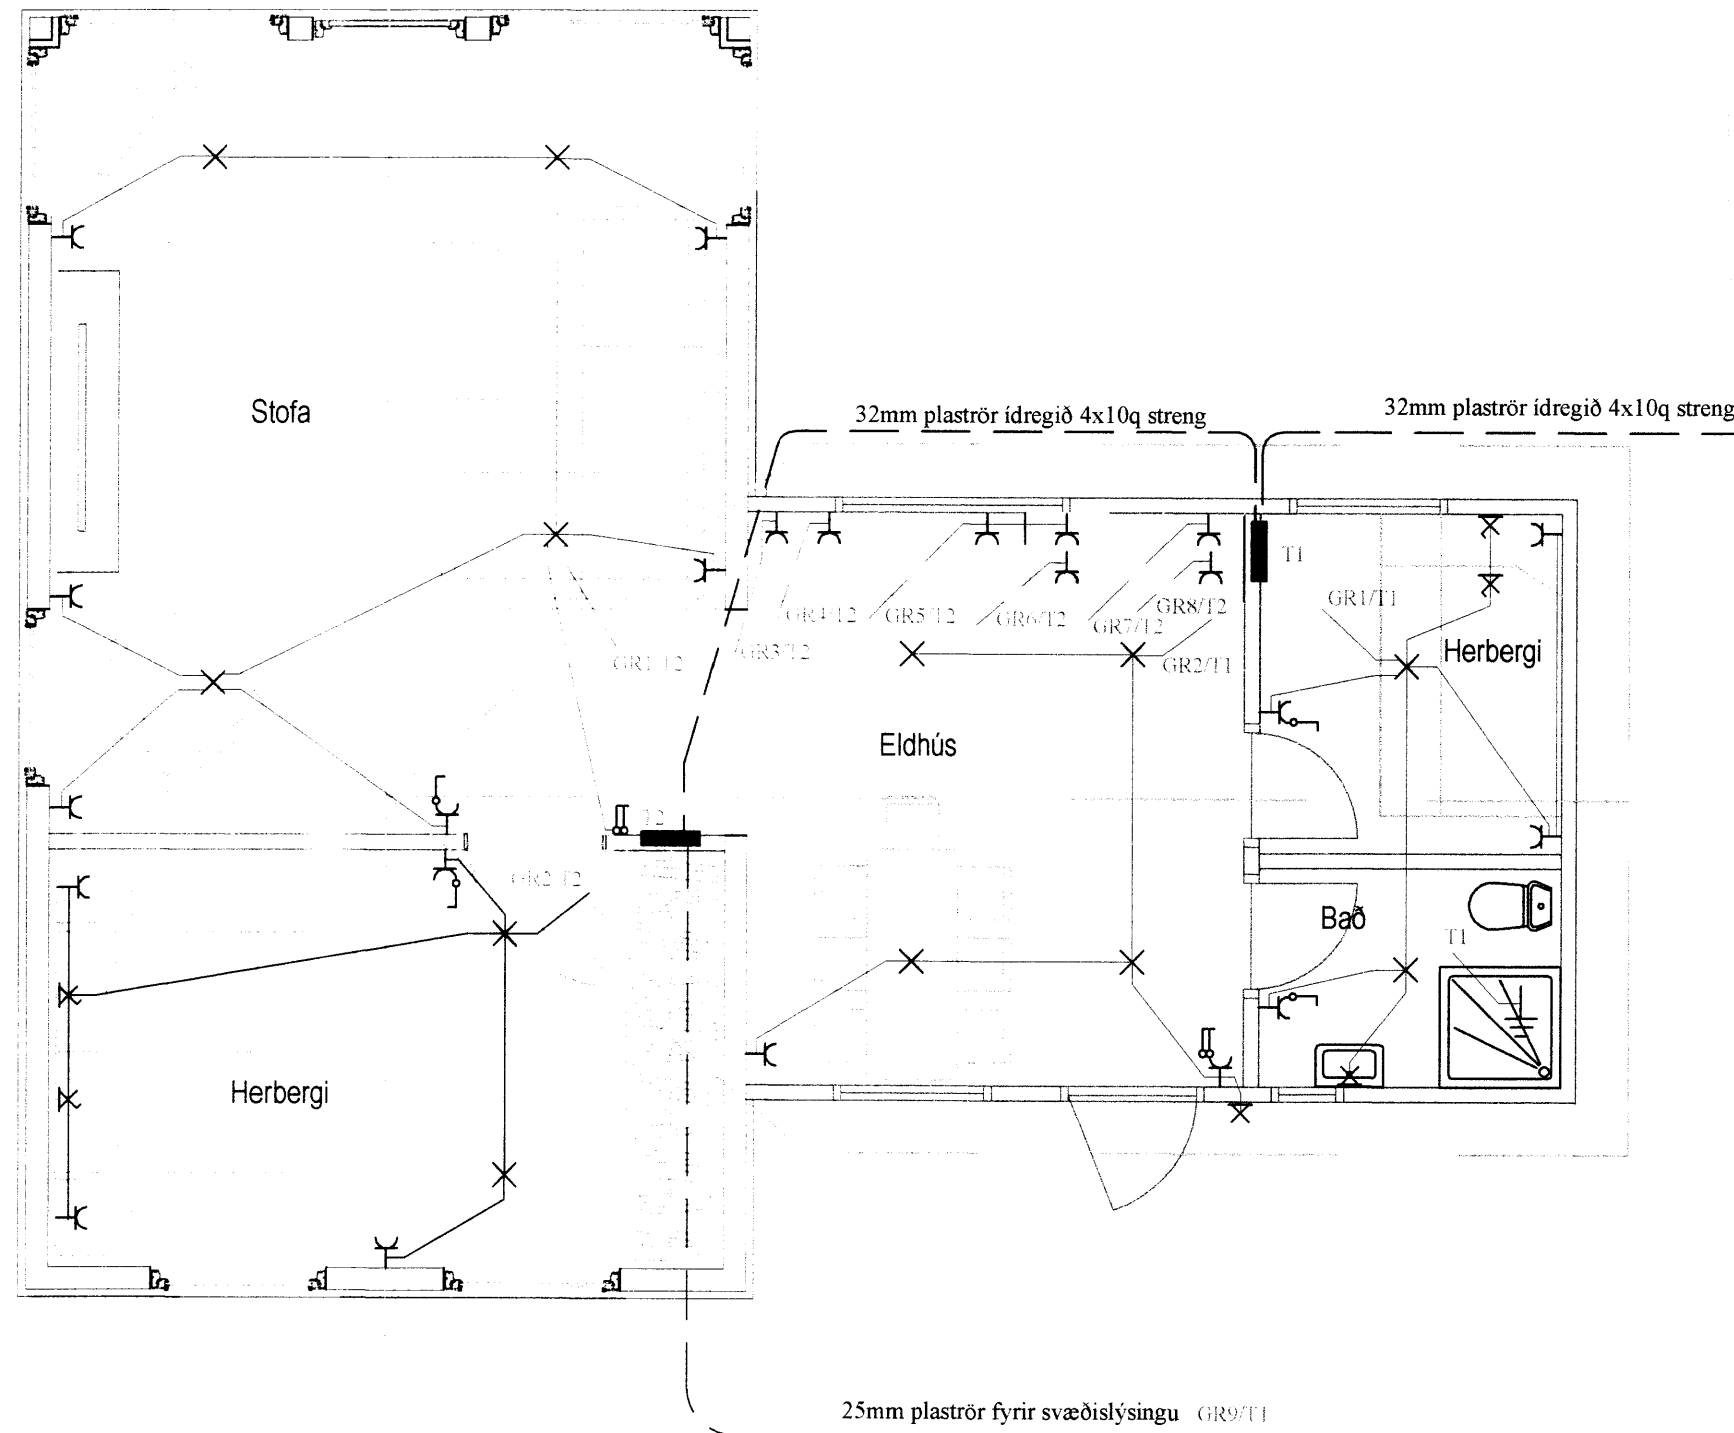 32mm plaströr ídregið 4x10q streng
32mm plaströr ídregið 4x10q streng
Stofa
T1
GR4/T2
GR5/T2
GR6/T2
GR7/T2
GR8/T2
GR1/T1
GR3/T2
GR1/T2
GR2/T1
Herbergi
Eldhús
T2
GR2/T2
Bað
T1
Herbergi
25mm plaströr fyrir svæðislýsingu GR9/T1